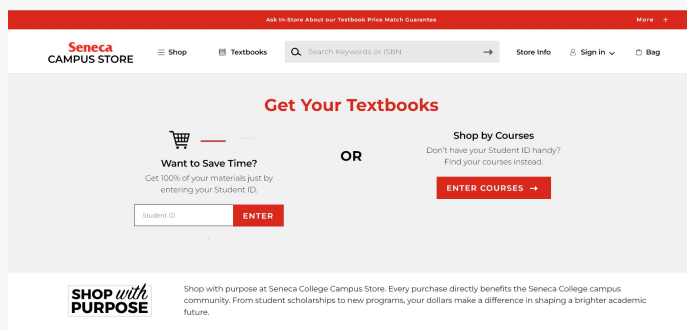 Ask In-Store About our Textbook Price Match Guarantee
More +
Seneca
CAMPUS STORE
Shop
Textbooks
Search Keywords or ISBN
Store Info
Sign in
Bag
Get Your Textbooks
Want to Save Time?
Get 100% of your materials just by
entering your Student ID.
Student ID
ENTER
OR
Shop by Courses
Don't have your Student ID handy?
Find your courses instead.
ENTER COURSES →
SHOP with
PURPOSE
Shop with purpose at Seneca College Campus Store. Every purchase directly benefits the Seneca College campus
community. From student scholarships to new programs, your dollars make a difference in shaping a brighter academic
future.